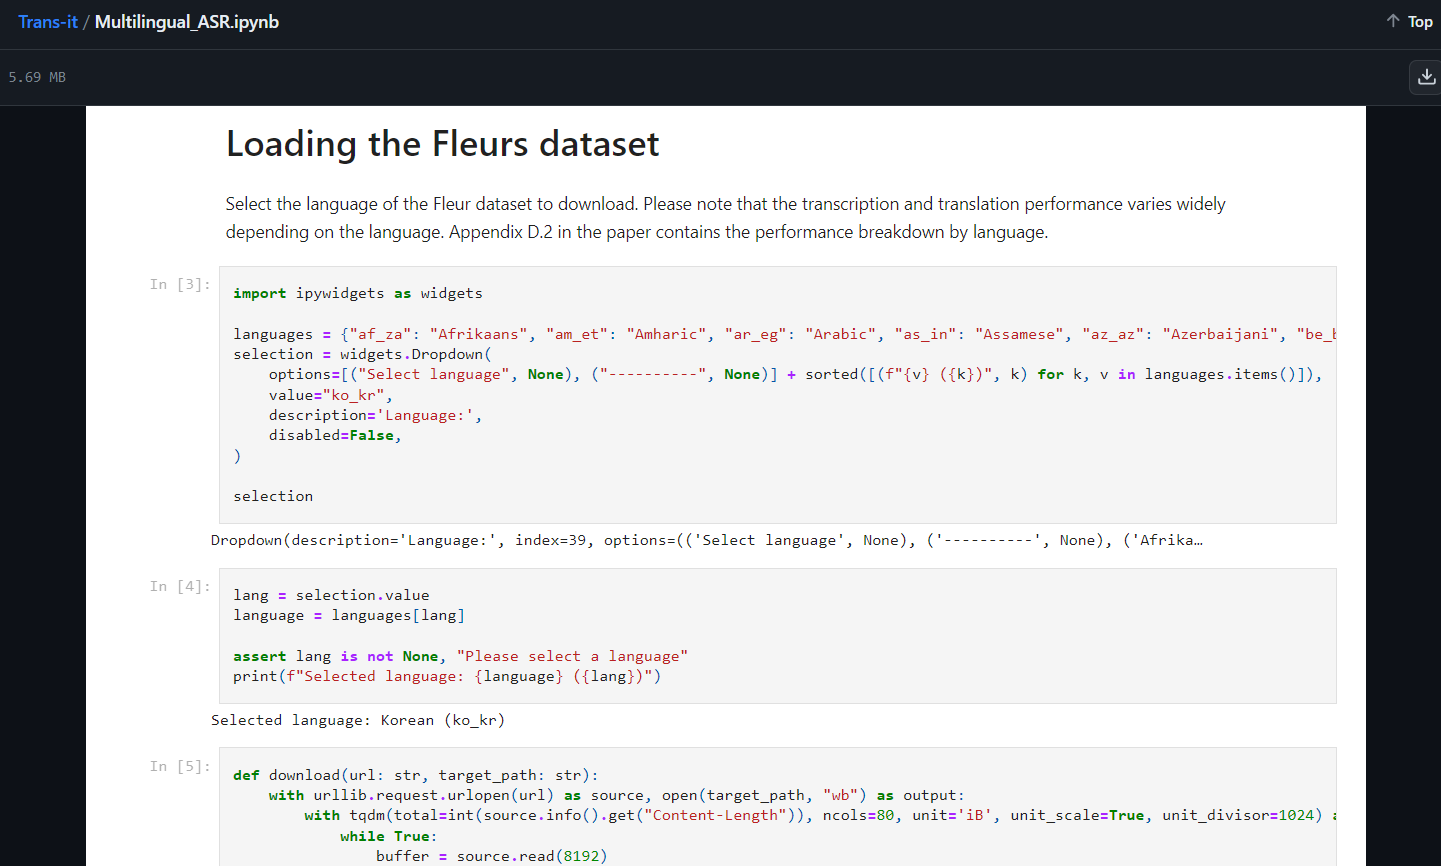 Trans-it / Multilingual_ASR.ipynb
Top
5.69 MB
Loading the Fleurs dataset
Select the language of the Fleur dataset to download. Please note that the transcription and translation performance varies widely
depending on the language. Appendix D.2 in the paper contains the performance breakdown by language.
In [3]:
import ipywidgets as widgets
languages = {"af_za": "Afrikaans", "am_et": "Amharic", "ar_eg": "Arabic", "as_in": "Assamese", "az_az": "Azerbaijani", "be_b
selection = widgets.Dropdown(
    options=[("Select language", None), ("----------", None)] + sorted([(f"{v} ({k})", k) for k, v in languages.items()]),
    value="ko_kr",
    description='Language:',
    disabled=False,
)
selection
Dropdown(description='Language:', index=39, options=(('Select language', None), ('----------', None), ('Afrika…
In [4]:
lang = selection.value
language = languages[lang]
assert lang is not None, "Please select a language"
print(f"Selected language: {language} ({lang})")
Selected language: Korean (ko_kr)
In [5]:
def download(url: str, target_path: str):
    with urllib.request.urlopen(url) as source, open(target_path, "wb") as output:
        with tqdm(total=int(source.info().get("Content-Length")), ncols=80, unit='iB', unit_scale=True, unit_divisor=1024) a
            while True:
                buffer = source.read(8192)